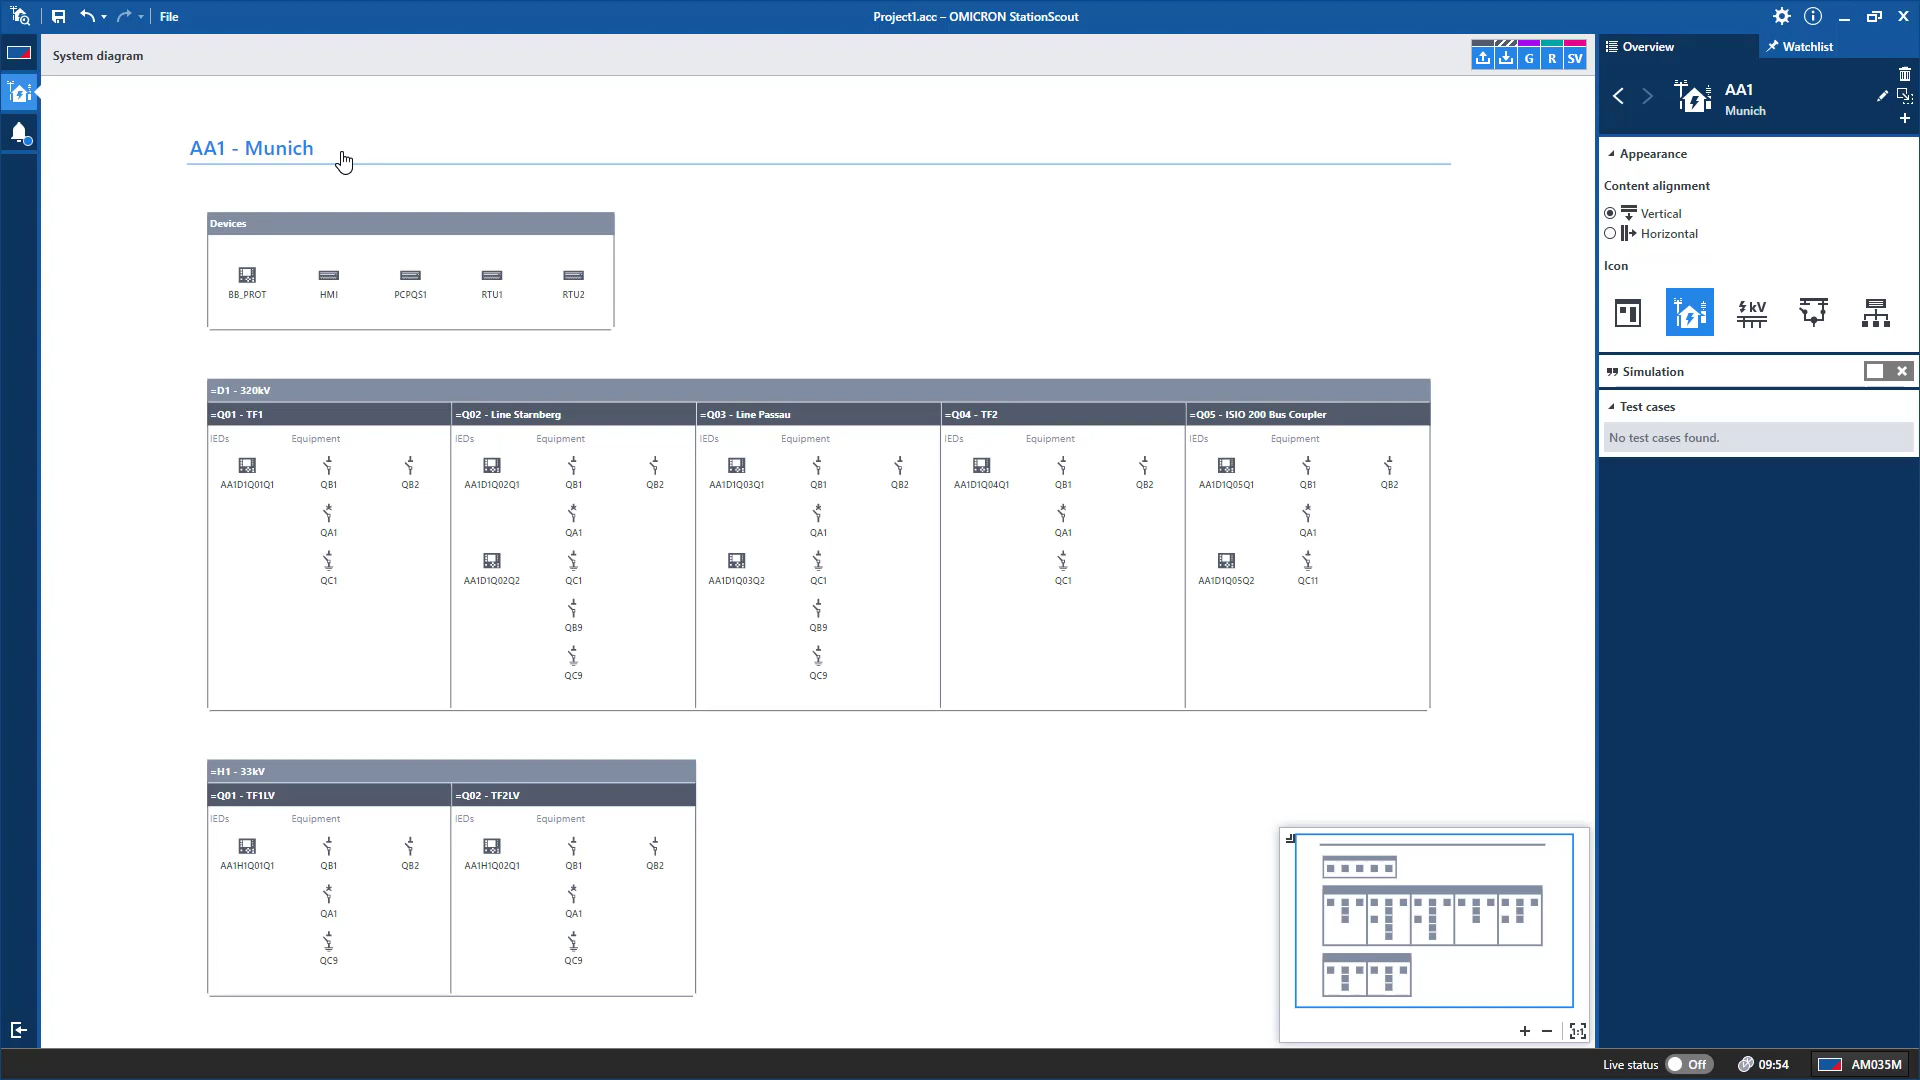 File
Project1.acc – OMICRON StationScout
System diagram
G R SV
Overview
Watchlist
AA1
Munich
AA1 - Munich
Appearance
Content alignment
Vertical
Horizontal
Icon
kV
Simulation
Test cases
No test cases found.
Devices
BB_PROT HMI PCPQS1 RTU1 RTU2
=D1 - 320kV
=Q01 - TF1 =Q02 - Line Starnberg =Q03 - Line Passau =Q04 - TF2 =Q05 - ISIO 200 Bus Coupler
IEDs Equipment IEDs Equipment IEDs Equipment IEDs Equipment IEDs Equipment
AA1D1Q01Q1 QB1 QB2 AA1D1Q02Q1 QB1 QB2 AA1D1Q03Q1 QB1 QB2 AA1D1Q04Q1 QB1 QB2 AA1D1Q05Q1 QB1 QB2
QA1 QA1 QA1 QA1 QA1
QC1 AA1D1Q02Q2 QC1 AA1D1Q03Q2 QC1 QC1 AA1D1Q05Q2 QC11
QB9 QB9
QC9 QC9
=H1 - 33kV
=Q01 - TF1LV =Q02 - TF2LV
IEDs Equipment IEDs Equipment
AA1H1Q01Q1 QB1 QB2 AA1H1Q02Q1 QB1 QB2
QA1 QA1
QC9 QC9
1:1
Live status Off 09:54 AM035M